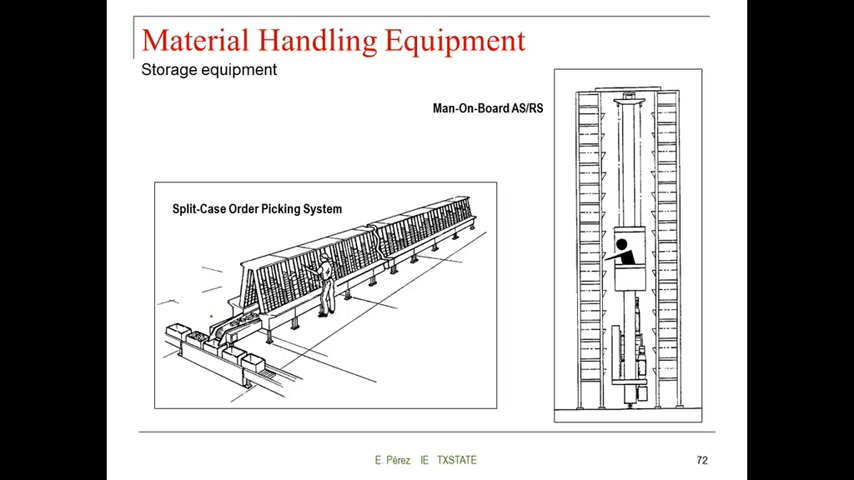 Material Handling Equipment
Storage equipment
Man-On-Board AS/RS
Split-Case Order Picking System
E. Pérez IE TXSTATE
72